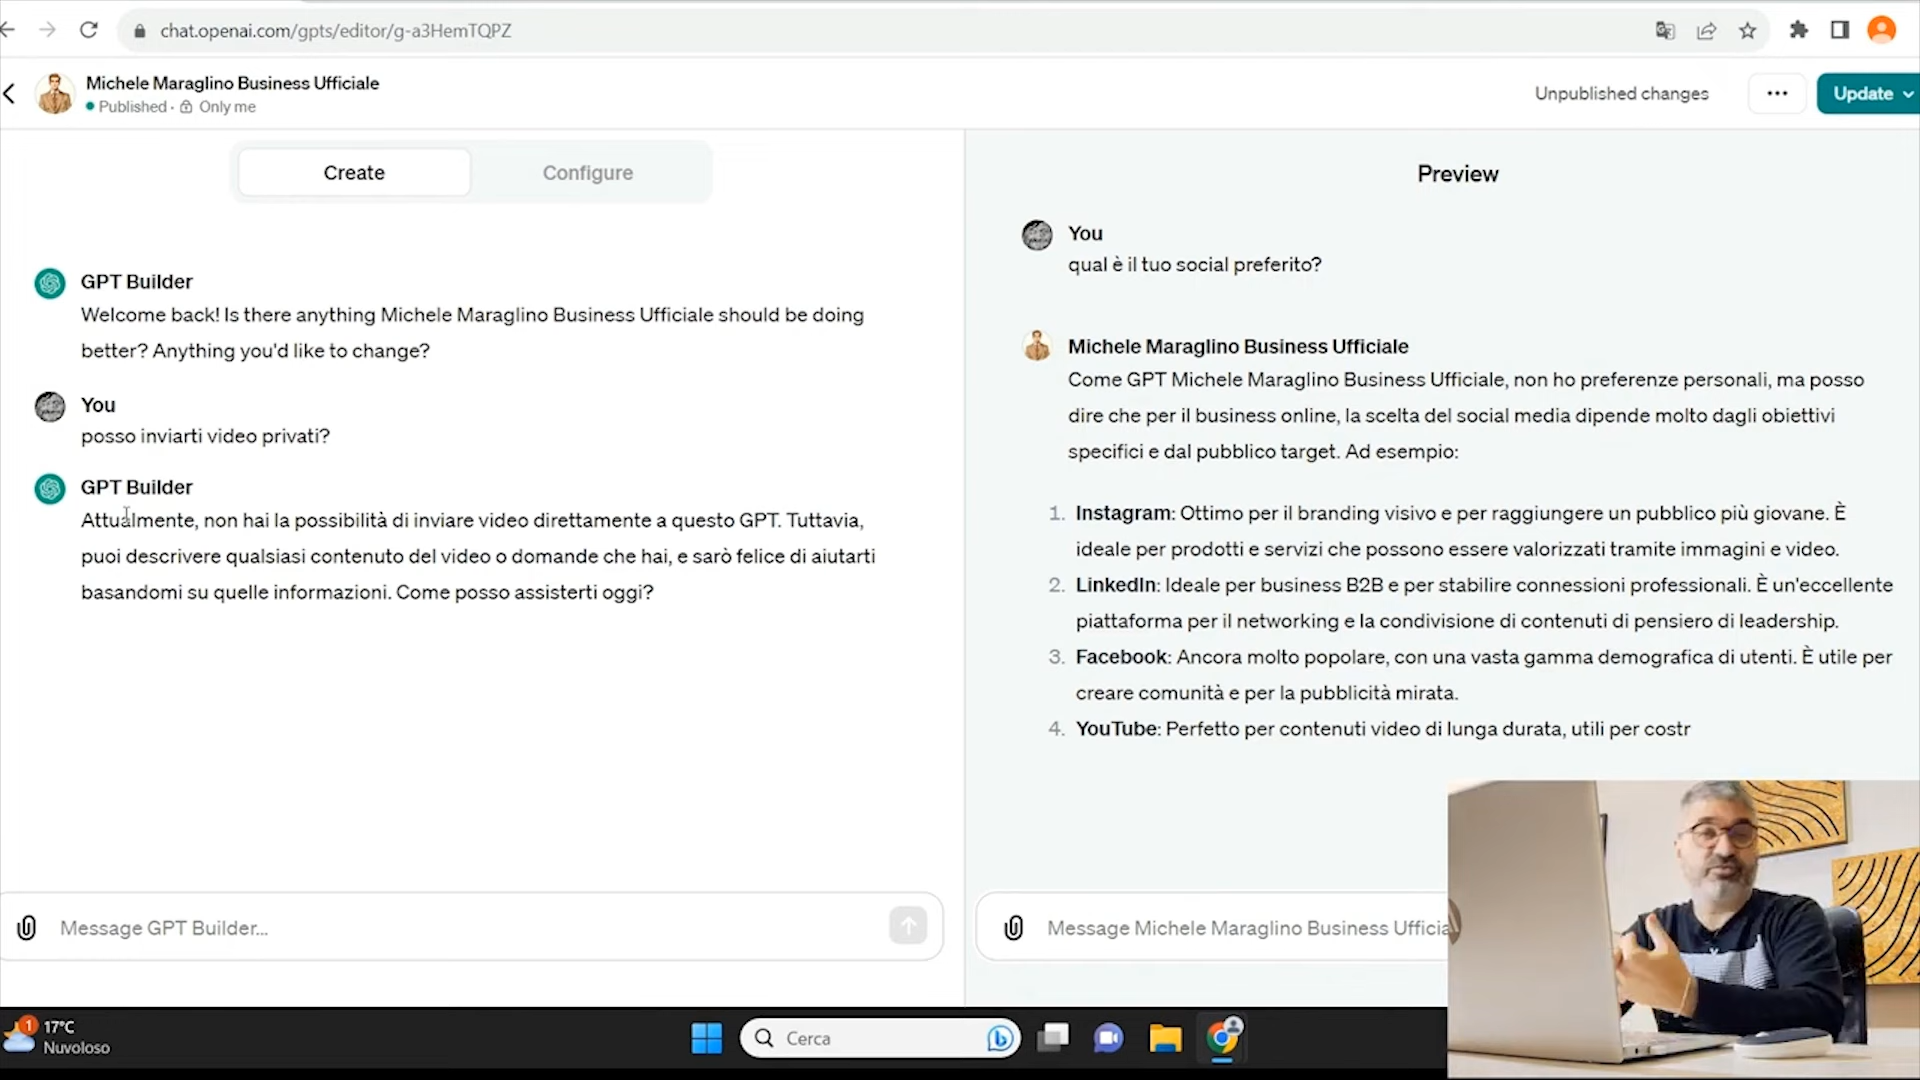 chat.openai.com/gpts/editor/g-a3HemTQPZ
Michele Maraglino Business Ufficiale
Published · Only me
Unpublished changes
Update
Create
Configure
GPT Builder
Welcome back! Is there anything Michele Maraglino Business Ufficiale should be doing
better? Anything you'd like to change?
You
posso inviarti video privati?
GPT Builder
Attualmente, non hai la possibilità di inviare video direttamente a questo GPT. Tuttavia,
puoi descrivere qualsiasi contenuto del video o domande che hai, e sarò felice di aiutarti
basandomi su quelle informazioni. Come posso assisterti oggi?
Message GPT Builder...
Preview
You
qual è il tuo social preferito?
Michele Maraglino Business Ufficiale
Come GPT Michele Maraglino Business Ufficiale, non ho preferenze personali, ma posso
dire che per il business online, la scelta del social media dipende molto dagli obiettivi
specifici e dal pubblico target. Ad esempio:
1. Instagram: Ottimo per il branding visivo e per raggiungere un pubblico più giovane. È
ideale per prodotti e servizi che possono essere valorizzati tramite immagini e video.
2. LinkedIn: Ideale per business B2B e per stabilire connessioni professionali. È un'eccellente
piattaforma per il networking e la condivisione di contenuti di pensiero di leadership.
3. Facebook: Ancora molto popolare, con una vasta gamma demografica di utenti. È utile per
creare comunità e per la pubblicità mirata.
4. YouTube: Perfetto per contenuti video di lunga durata, utili per costr
Message Michele Maraglino Business Ufficia
1
17°C
Nuvoloso
Cerca